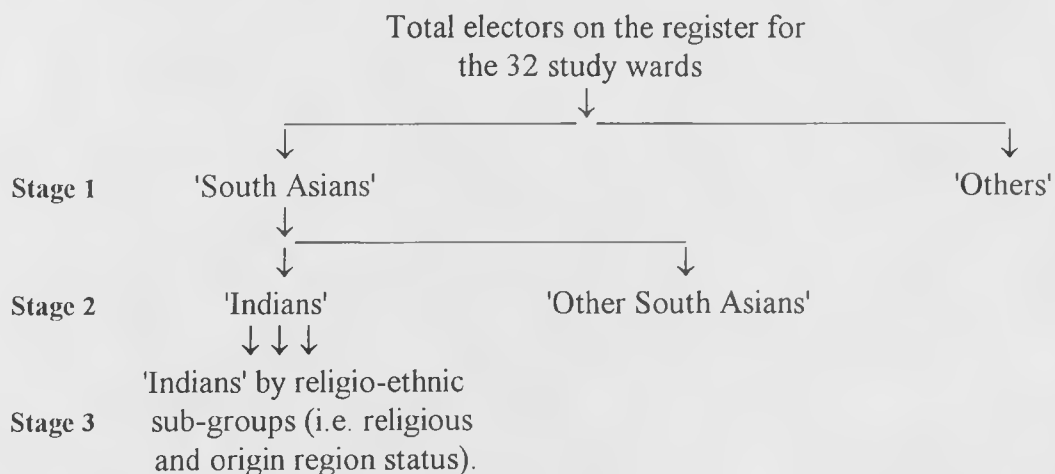 Total electors on the register for
the 32 study wards
Stage 1 'South Asians' 'Others'
Stage 2 'Indians' 'Other South Asians'
'Indians' by religio-ethnic
Stage 3 sub-groups (i.e. religious
and origin region status).